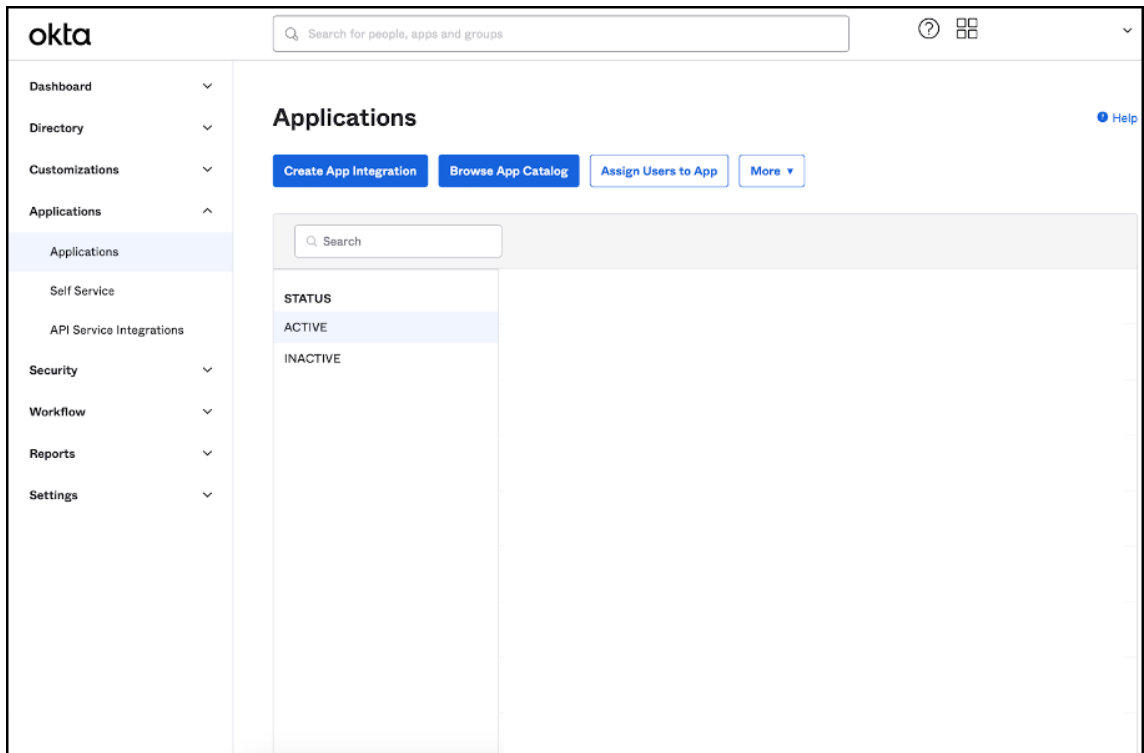 okta
Search for people, apps and groups
Dashboard
Directory
Customizations
Applications
Applications
Self Service
API Service Integrations
Security
Workflow
Reports
Settings
Applications
Help
Create App Integration Browse App Catalog Assign Users to App More
Search
STATUS
ACTIVE
INACTIVE